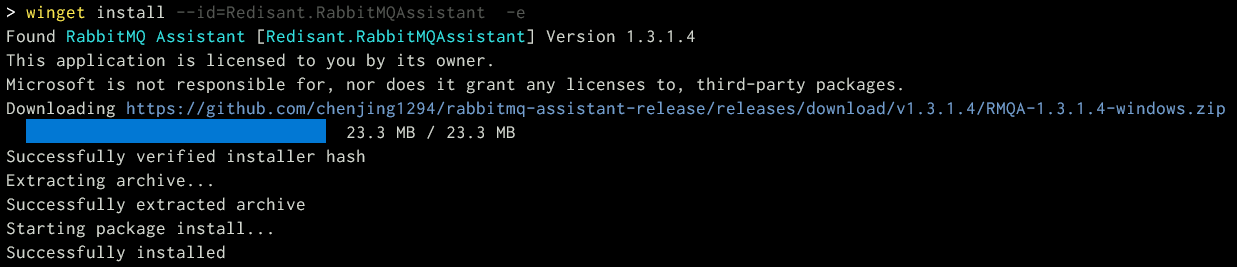 > winget install --id=Redisant.RabbitMQAssistant  -e
Found RabbitMQ Assistant [Redisant.RabbitMQAssistant] Version 1.3.1.4
This application is licensed to you by its owner.
Microsoft is not responsible for, nor does it grant any licenses to, third-party packages.
Downloading https://github.com/chenjing1294/rabbitmq-assistant-release/releases/download/v1.3.1.4/RMQA-1.3.1.4-windows.zip
23.3 MB / 23.3 MB
Successfully verified installer hash
Extracting archive...
Successfully extracted archive
Starting package install...
Successfully installed